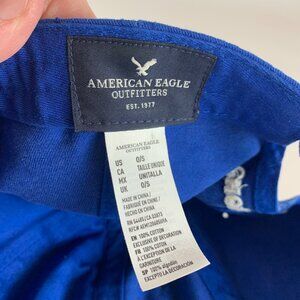 AMERICAN EAGLE
OUTFITTERS
EST. 1977
AMERICAN EAGLE
OUTFITTERS
US O/S
CA TAILLE UNIQUE
MX UNITALLA
UK O/S
MADE IN CHINA /
FABRIQUÉ EN CHINE /
HECHO EN CHINA
EN 100% COTTON
EXCLUSIVE OF DECORATION
FR 100% COTON
À L'EXCEPTION DE LA
GARNITURE
SP 100% algodón
EXCEPTO LA DECORACIÓN